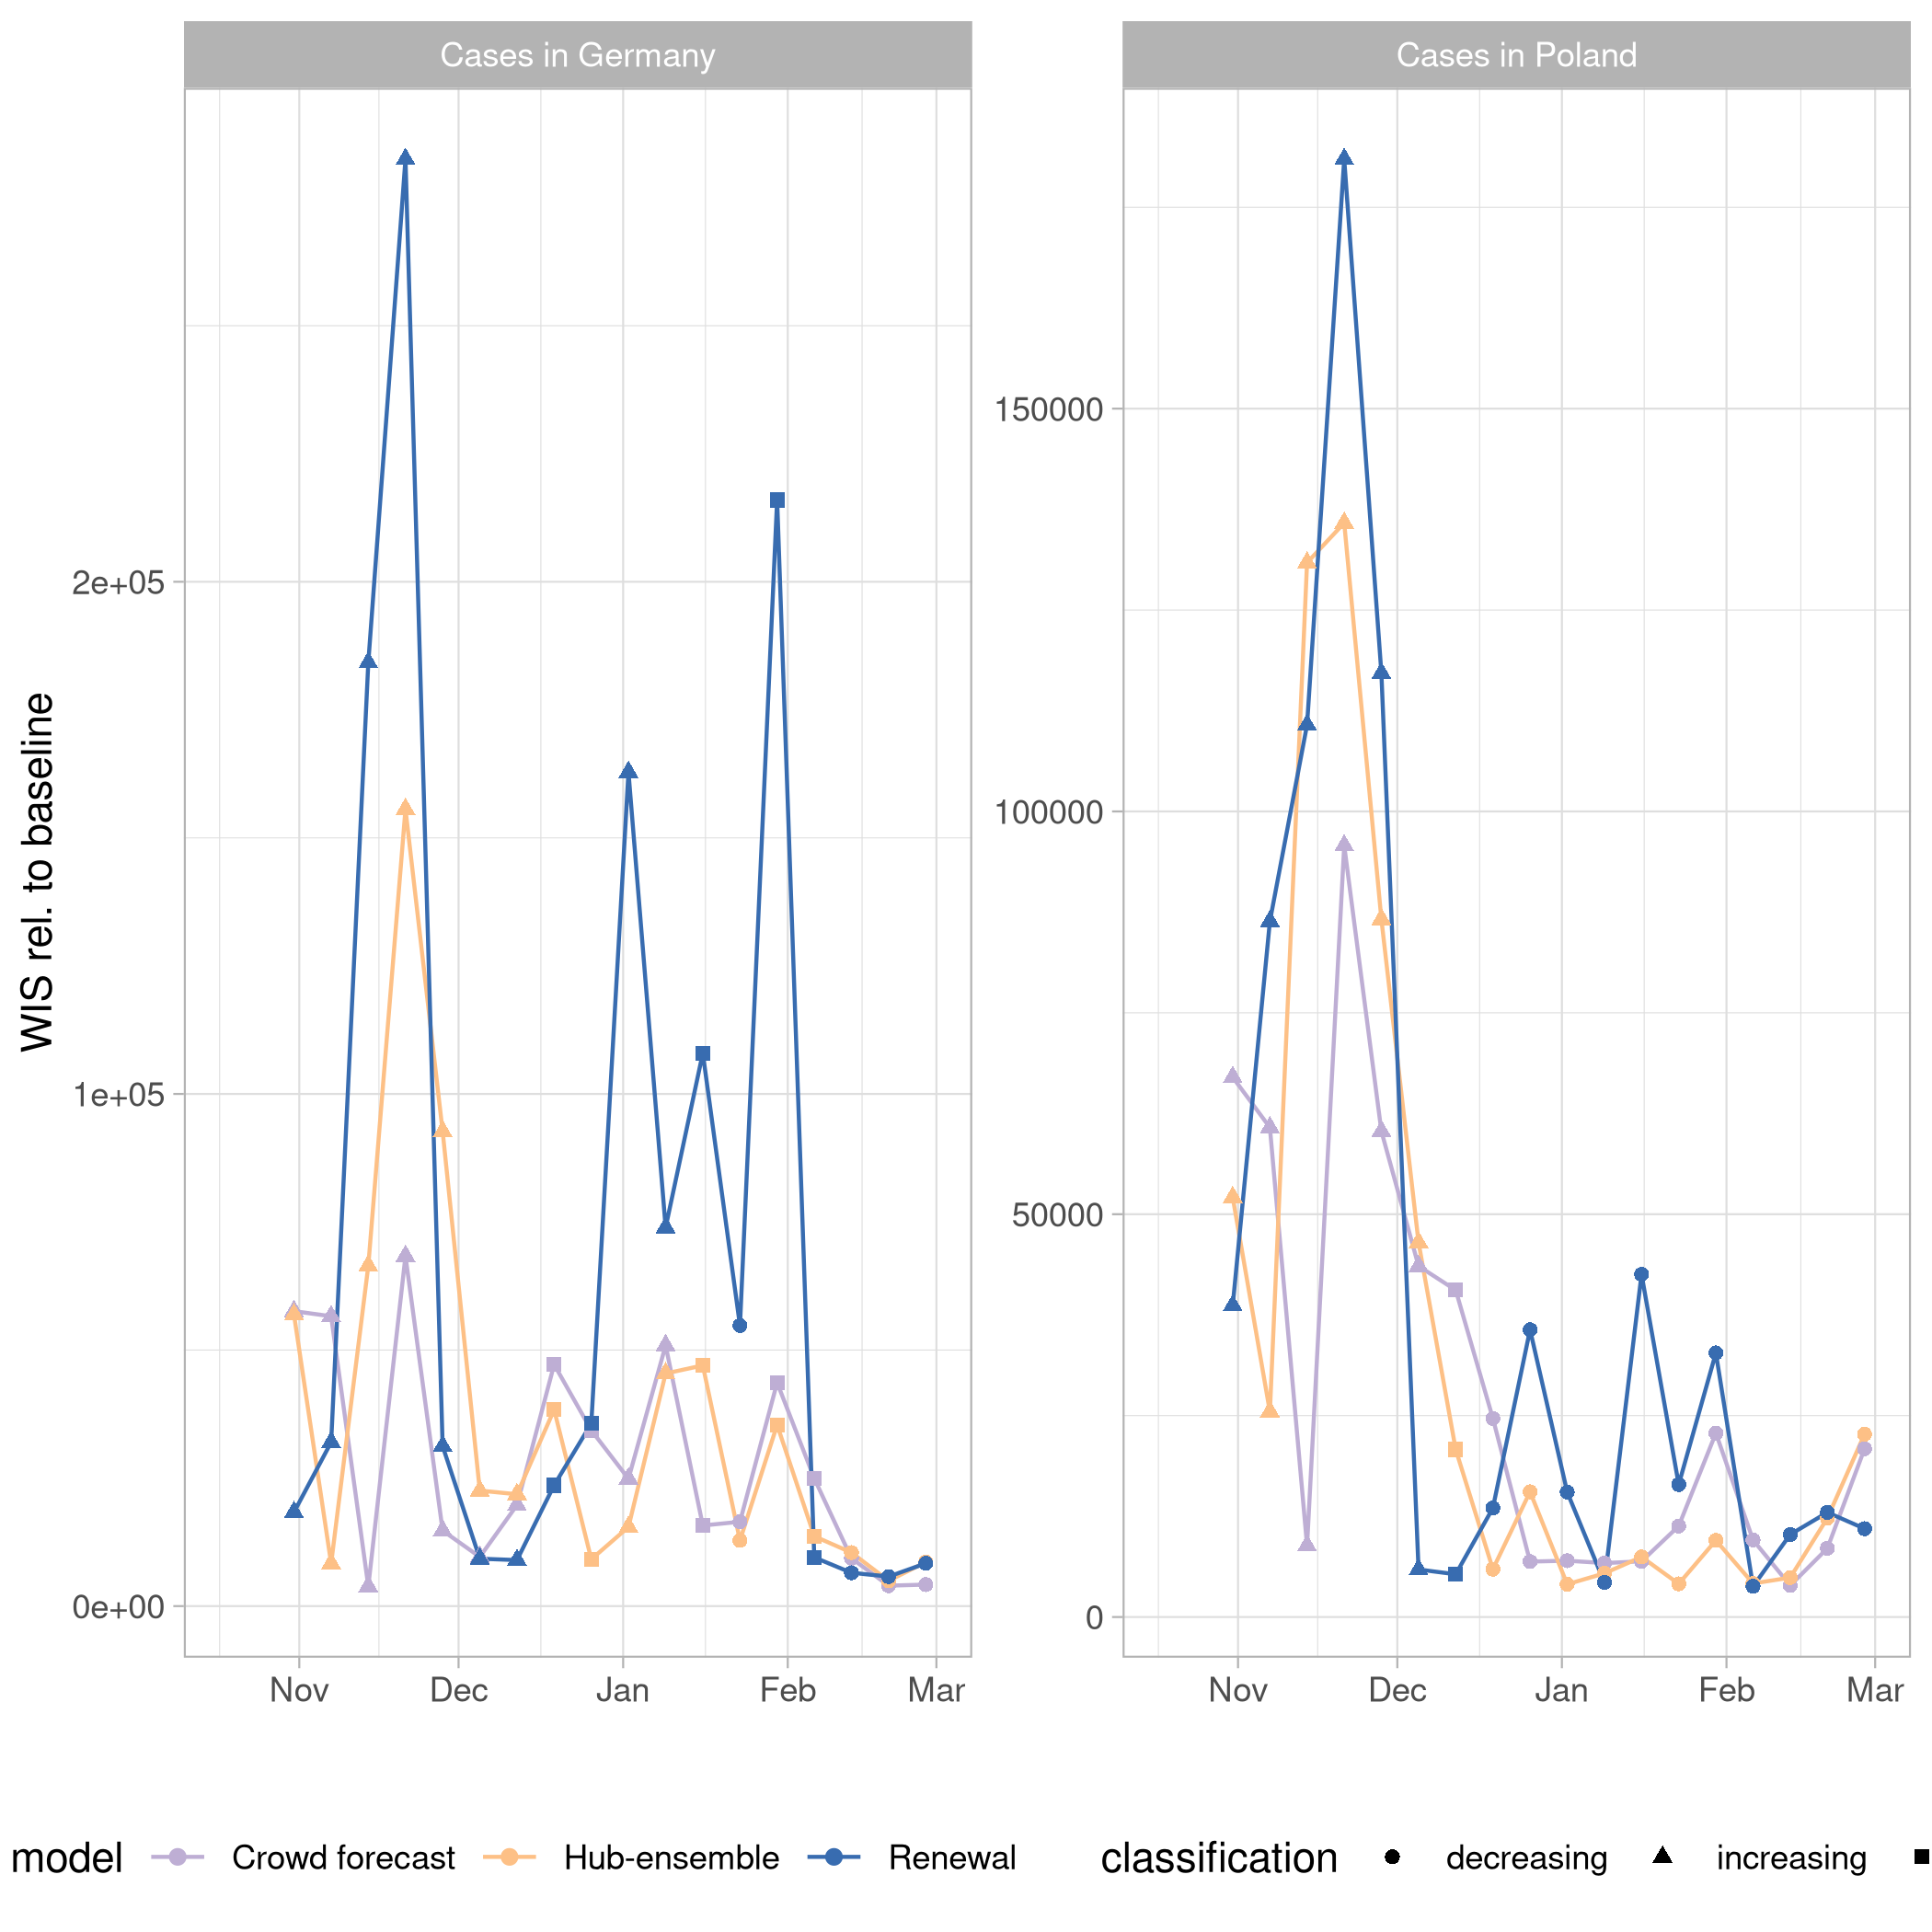 Cases in Germany
Cases in Poland
WIS rel. to baseline
2e+05
1e+05
0e+00
Nov Dec Jan Feb Mar
150000
100000
50000
0
Nov Dec Jan Feb Mar
model Crowd forecast Hub-ensemble Renewal classification decreasing increasing